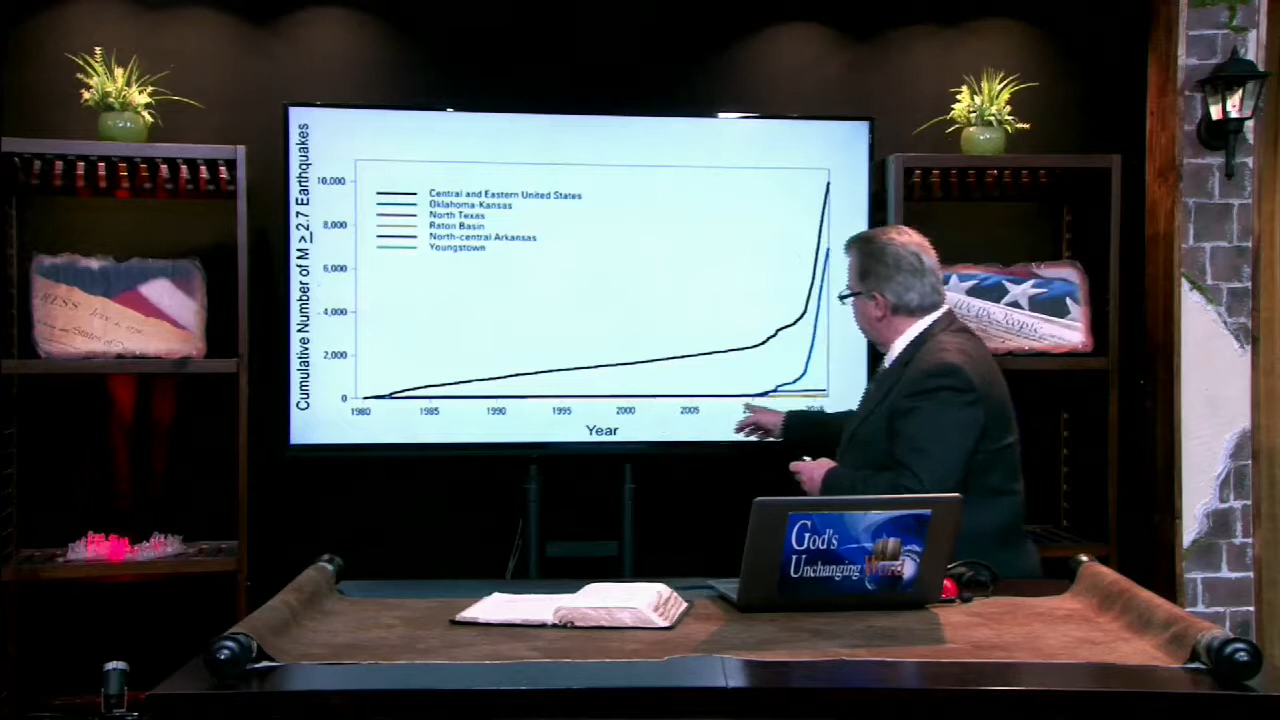 Cumulative Number of M ≥ 2.7 Earthquakes
10,000
8,000
6,000
4,000
2,000
0
Central and Eastern United States
Oklahoma-Kansas
North Texas
Raton Basin
North-central Arkansas
Youngstown
1980
1985
1990
1995
2000
2005
Year
We the People
God's
Unchanging Word